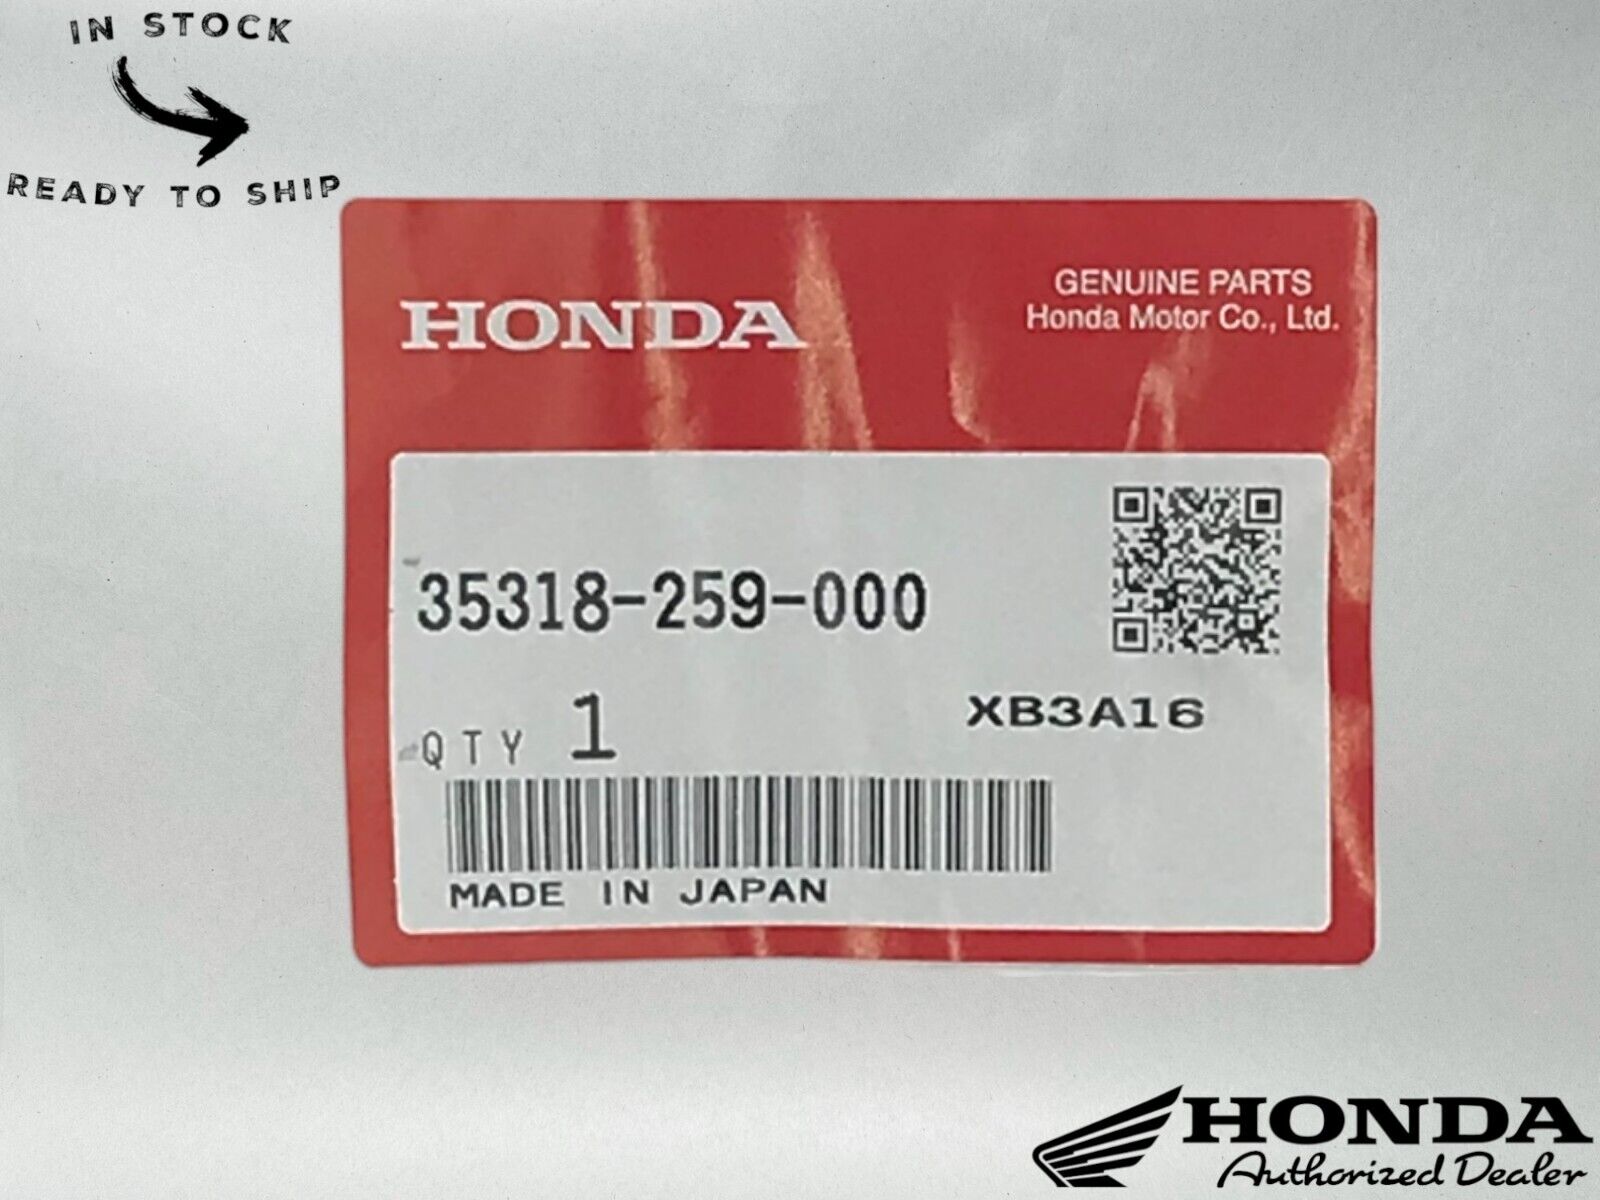 IN STOCK
READY TO SHIP
HONDA
GENUINE PARTS
Honda Motor Co., Ltd.
35318-259-000
QTY 1
XB3A16
MADE IN JAPAN
HONDA
Authorized Dealer